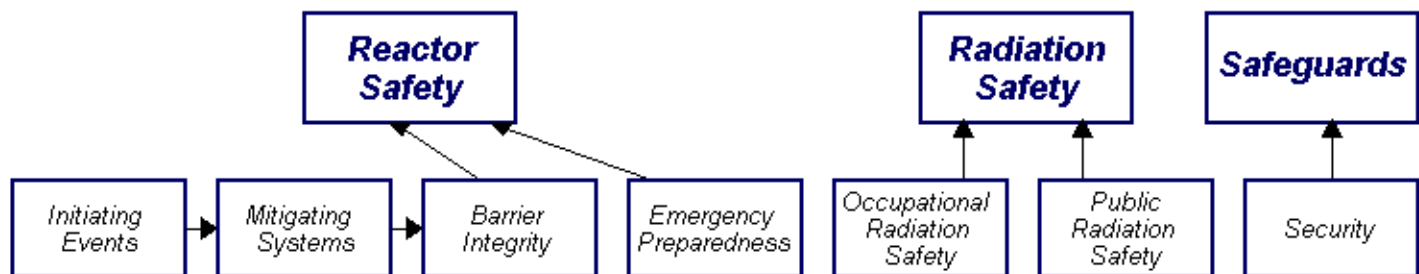 Reactor
Safety
Radiation
Safety
Safeguards
Initiating
Events
Mitigating
Systems
Barrier
Integrity
Emergency
Preparedness
Occupational
Radiation
Safety
Public
Radiation
Safety
Security